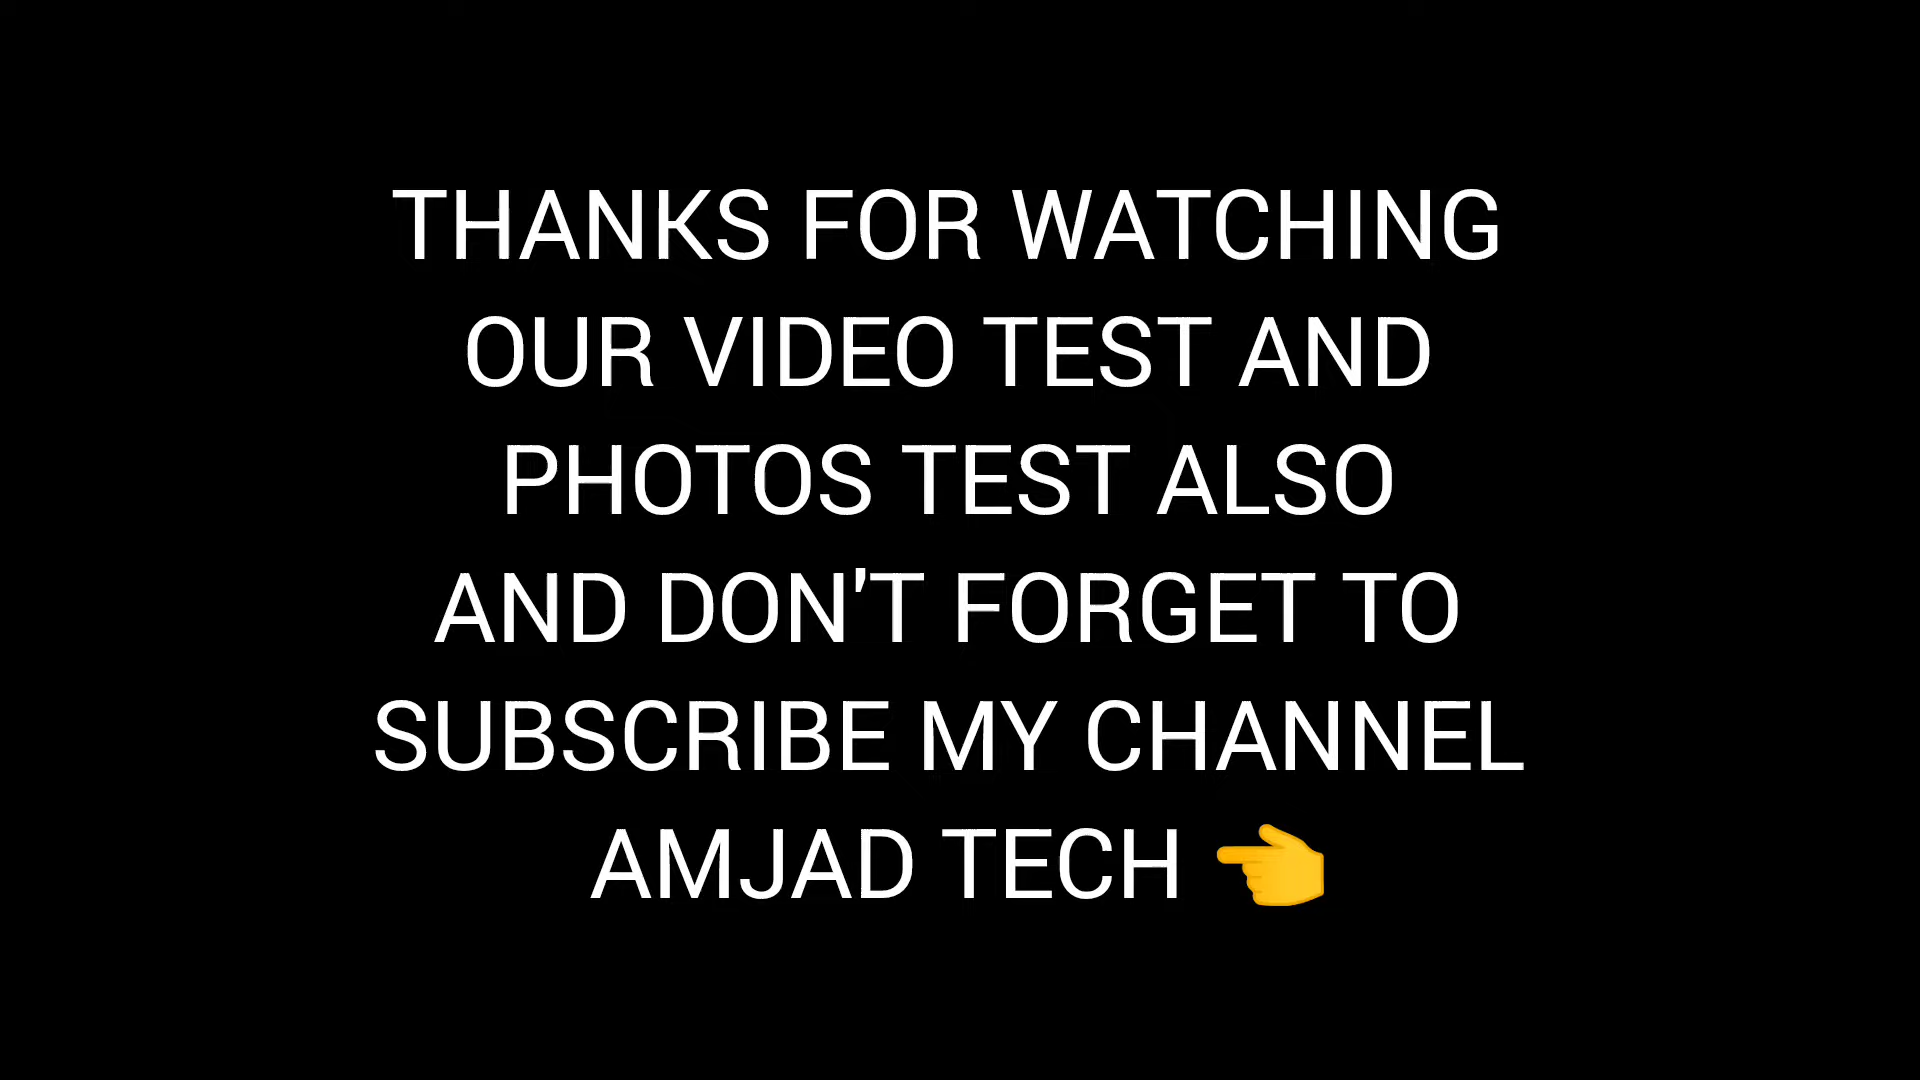 THANKS FOR WATCHING
OUR VIDEO TEST AND
PHOTOS TEST ALSO
AND DON'T FORGET TO
SUBSCRIBE MY CHANNEL
AMJAD TECH 👈